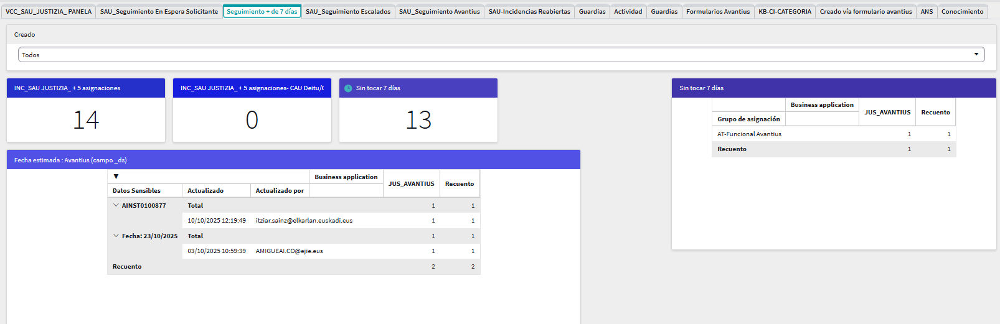 VCC_SAU_JUSTIZIA_ PANELA SAU_Seguimiento En Espera Solicitante Seguimiento + de 7 días SAU_Seguimiento Escalados SAU_Seguimiento Avantius SAU-Incidencias Reabiertas Guardias Actividad Guardias Formularios Avantius KB-CI-CATEGORIA Creado vía formulario avantius ANS Conocimiento
Creado
Todos
INC_SAU JUSTIZIA_ + 5 asignaciones
14
INC_SAU JUSTIZIA_ + 5 asignaciones- CAU Deitu/
0
Sin tocar 7 días
13
Sin tocar 7 días
Business application JUS_AVANTIUS Recuento
Grupo de asignación
AT-Funcional Avantius 1 1
Recuento 1 1
Fecha estimada : Avantius (campo _ds)
Business application JUS_AVANTIUS Recuento
Datos Sensibles Actualizado Actualizado por
AINST0100877 Total 1 1
10/10/2025 12:19:49 itziar.sainz@elkarlan.euskadi.eus 1 1
Fecha: 23/10/2025 Total 1 1
03/10/2025 10:59:39 AMIGUEAI.CO@ejie.eus 1 1
Recuento 2 2